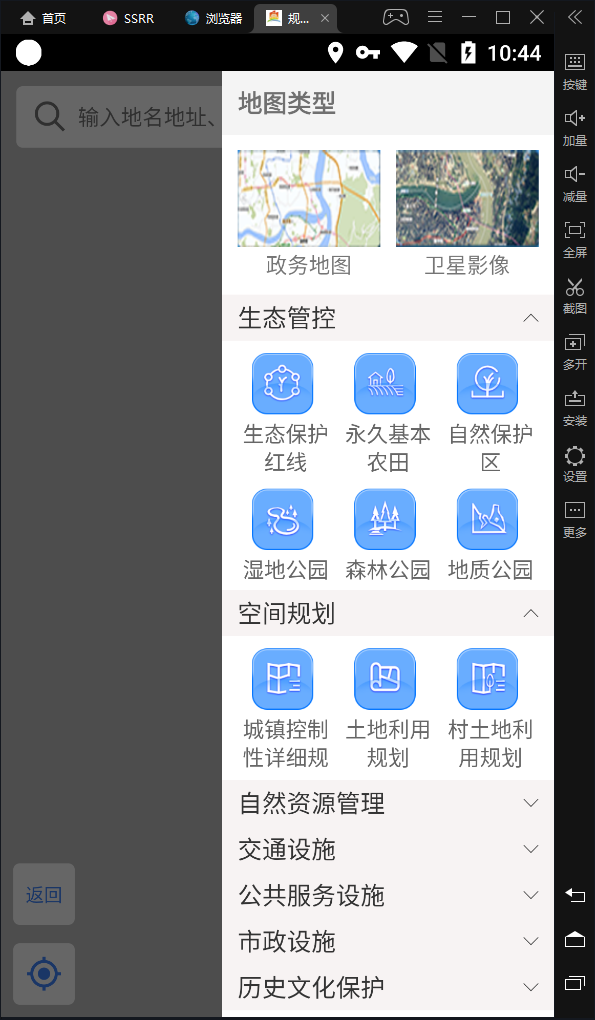 首页
SSRR
浏览器
规...
10:44
输入地名地址、
地图类型
政务地图
卫星影像
生态管控
生态保护
红线
永久基本
农田
自然保护
区
湿地公园
森林公园
地质公园
空间规划
城镇控制
性详细规
土地利用
规划
村土地利
用规划
自然资源管理
交通设施
公共服务设施
市政设施
历史文化保护
返回
按键
加量
减量
全屏
截图
多开
安装
设置
更多